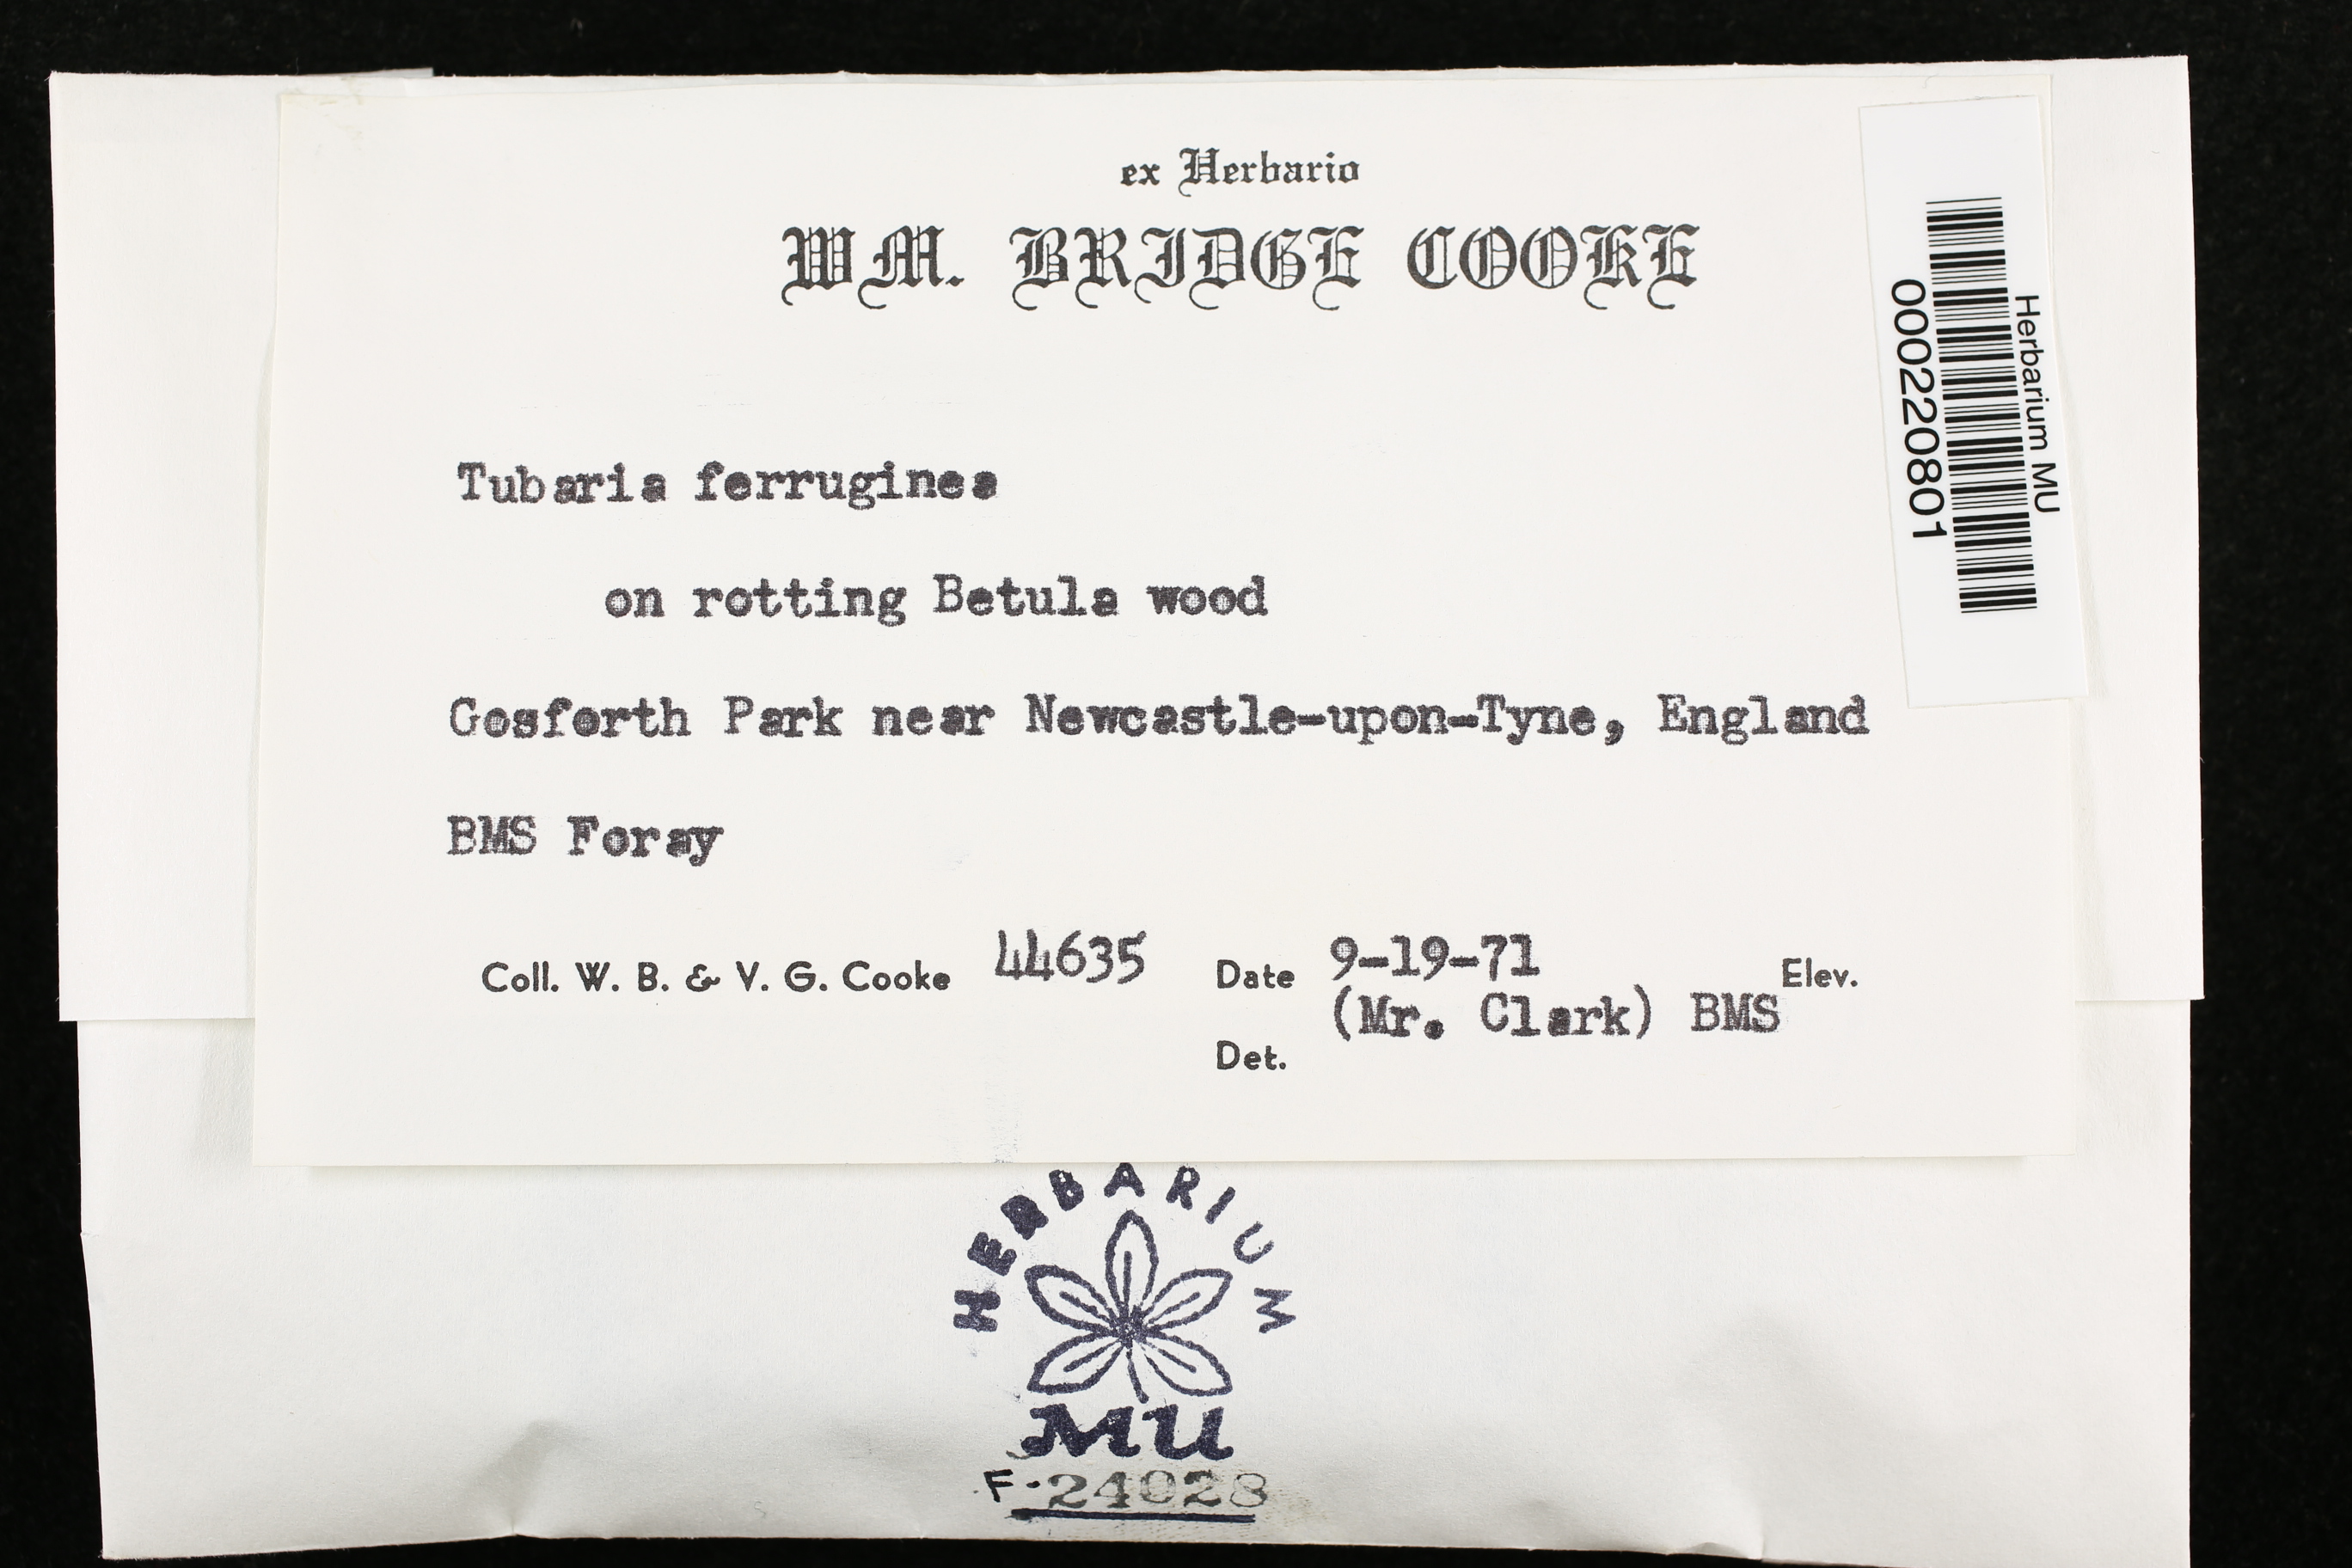 ex Herbario
WM. BRIDGE COOKE
Herbarium MU
000220801
Tubaria ferruginea
on rotting Betula wood
Gosforth Park near Newcastle-upon-Tyne, England
BMS Foray
Coll. W. B. & V. G. Cooke 44635 Date 9-19-71 Elev.
(Mr. Clark) BMS
Det.
HERBARIUM
MU
F-24028